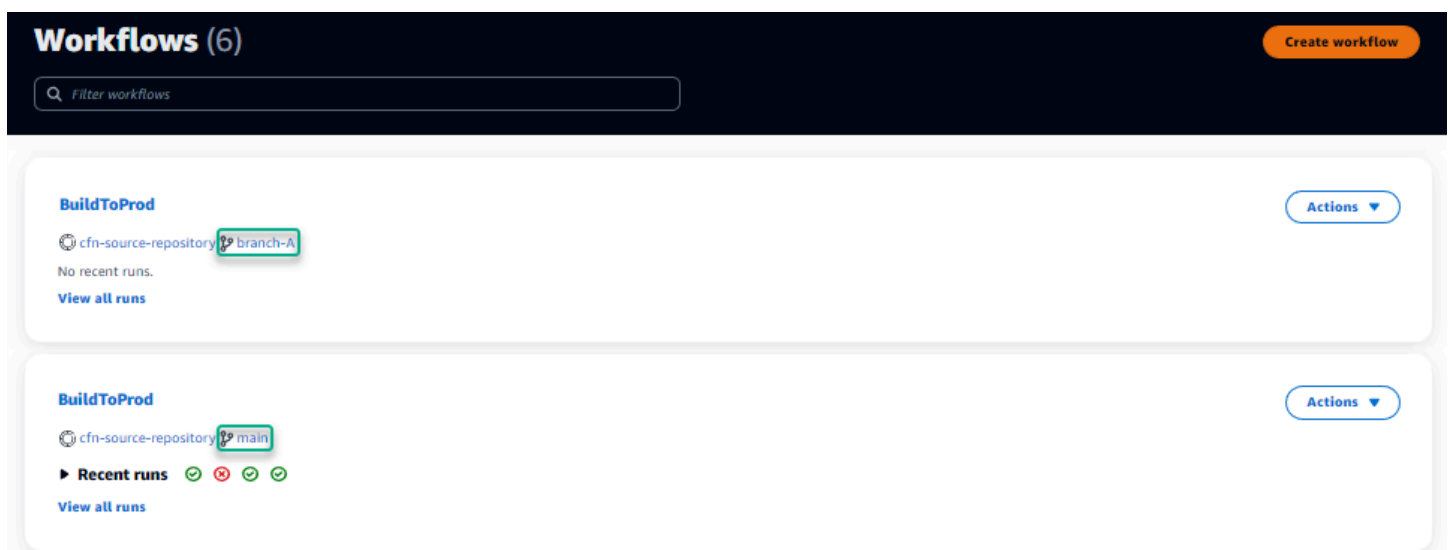 Workflows (6)
Create workflow
Filter workflows
BuildToProd
Actions
cfn-source-repository branch-A
No recent runs.
View all runs
BuildToProd
Actions
cfn-source-repository main
Recent runs
View all runs